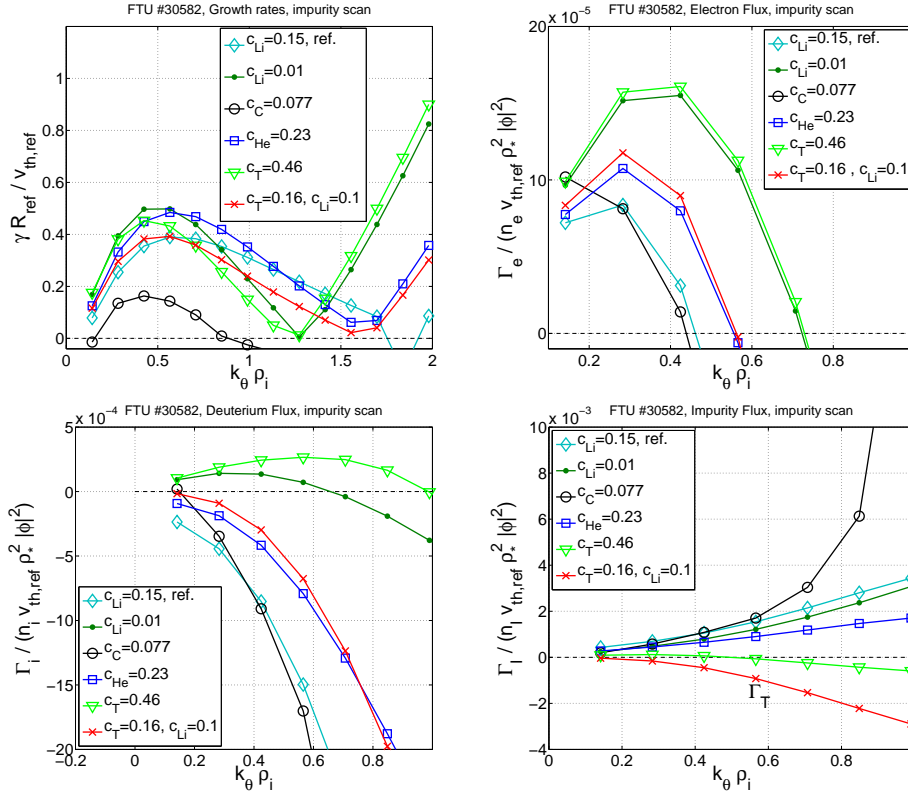 FTU #30582, Growth rates, impurity scan
γ R_ref / v_th,ref
1
0.8
0.6
0.4
0.2
0
0 0.5 1 1.5 2
k_θ ρ_i
c_Li=0.15, ref.
c_Li=0.01
c_C=0.077
c_He=0.23
c_T=0.46
c_T=0.16, c_Li=0.1
FTU #30582, Electron Flux, impurity scan
x 10^-5
Γ_e / (n_e v_th,ref ρ_*^2 |ϕ|^2)
20
10
0
0.2 0.4 0.6 0.8
k_θ ρ_i
c_Li=0.15, ref.
c_Li=0.01
c_C=0.077
c_He=0.23
c_T=0.46
c_T=0.16 , c_Li=0.1
FTU #30582, Deuterium Flux, impurity scan
x 10^-4
Γ_i / (n_i v_th,ref ρ_*^2 |ϕ|^2)
5
0
−5
−10
−15
−20
−0.2 0 0.2 0.4 0.6 0.8
k_θ ρ_i
c_Li=0.15, ref.
c_Li=0.01
c_C=0.077
c_He=0.23
c_T=0.46
c_T=0.16, c_Li=0.1
FTU #30582, Impurity Flux, impurity scan
x 10^-3
Γ_I / (n_I v_th,ref ρ_*^2 |ϕ|^2)
10
8
6
4
2
0
−2
−4
0 0.2 0.4 0.6 0.8
k_θ ρ_i
c_Li=0.15, ref.
c_Li=0.01
c_C=0.077
c_He=0.23
c_T=0.46
c_T=0.16, c_Li=0.1
Γ_T